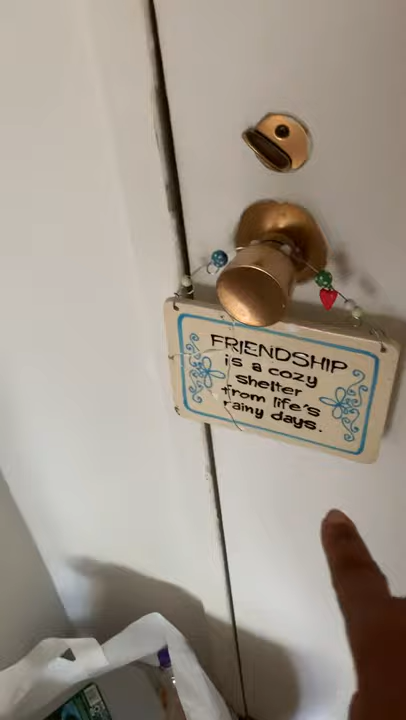 FRIENDSHIP
is a cozy
shelter
from life's
rainy days.